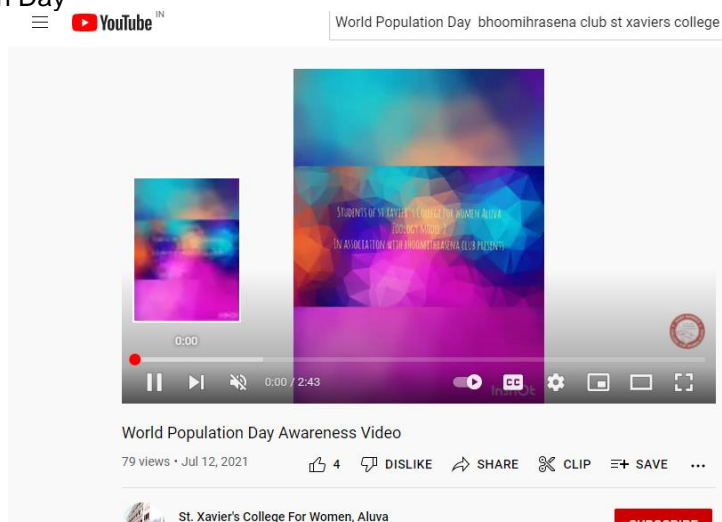 n Day
YouTube IN
World Population Day bhoomihrasena club st xaviers college
STUDENTS OF ST XAVIER'S COLLEGE FOR WOMEN ALUVA
ZOOLOGY MODEL 2
IN ASSOCIATION WITH BHOOMITHRASENA CLUB PRESENTS
0:00
0:00 / 2:43
CC
InShOt
World Population Day Awareness Video
79 views • Jul 12, 2021
4 DISLIKE SHARE CLIP SAVE ...
St. Xavier's College For Women, Aluva
SUBSCRIBE